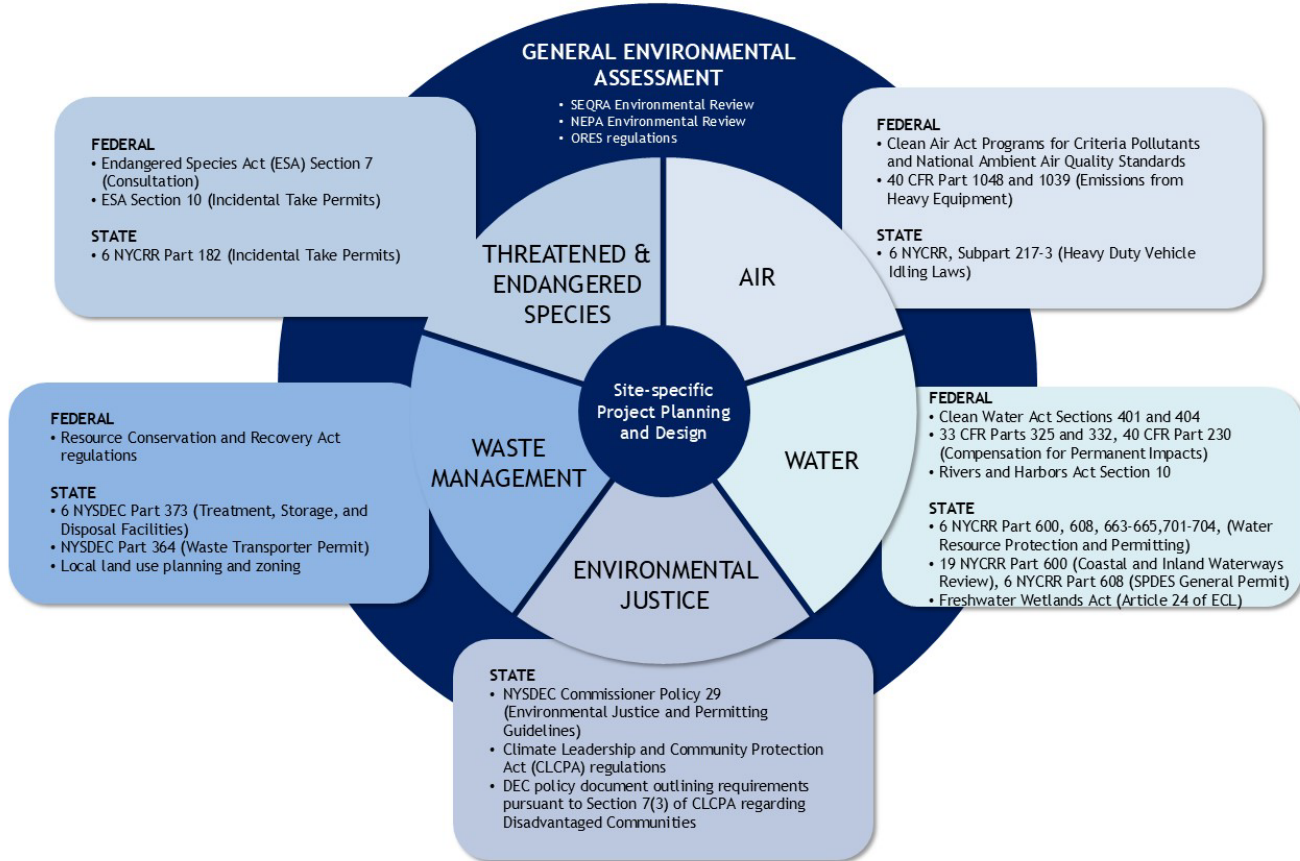 GENERAL ENVIRONMENTAL
ASSESSMENT
• SEQRA Environmental Review
• NEPA Environmental Review
• ORES regulations
FEDERAL
• Endangered Species Act (ESA) Section 7
(Consultation)
• ESA Section 10 (Incidental Take Permits)
STATE
• 6 NYCRR Part 182 (Incidental Take Permits)
FEDERAL
• Clean Air Act Programs for Criteria Pollutants
and National Ambient Air Quality Standards
• 40 CFR Part 1048 and 1039 (Emissions from
Heavy Equipment)
STATE
• 6 NYCRR, Subpart 217-3 (Heavy Duty Vehicle
Idling Laws)
THREATENED &
ENDANGERED
SPECIES
AIR
Site-specific
Project Planning
and Design
WASTE
MANAGEMENT
WATER
ENVIRONMENTAL
JUSTICE
FEDERAL
• Resource Conservation and Recovery Act
regulations
STATE
• 6 NYSDEC Part 373 (Treatment, Storage, and
Disposal Facilities)
• NYSDEC Part 364 (Waste Transporter Permit)
• Local land use planning and zoning
FEDERAL
• Clean Water Act Sections 401 and 404
• 33 CFR Parts 325 and 332, 40 CFR Part 230
(Compensation for Permanent Impacts)
• Rivers and Harbors Act Section 10
STATE
• 6 NYCRR Part 600, 608, 663-665,701-704, (Water
Resource Protection and Permitting)
• 19 NYCRR Part 600 (Coastal and Inland Waterways
Review), 6 NYCRR Part 608 (SPDES General Permit)
• Freshwater Wetlands Act (Article 24 of ECL)
STATE
• NYSDEC Commissioner Policy 29
(Environmental Justice and Permitting
Guidelines)
• Climate Leadership and Community Protection
Act (CLCPA) regulations
• DEC policy document outlining requirements
pursuant to Section 7(3) of CLCPA regarding
Disadvantaged Communities